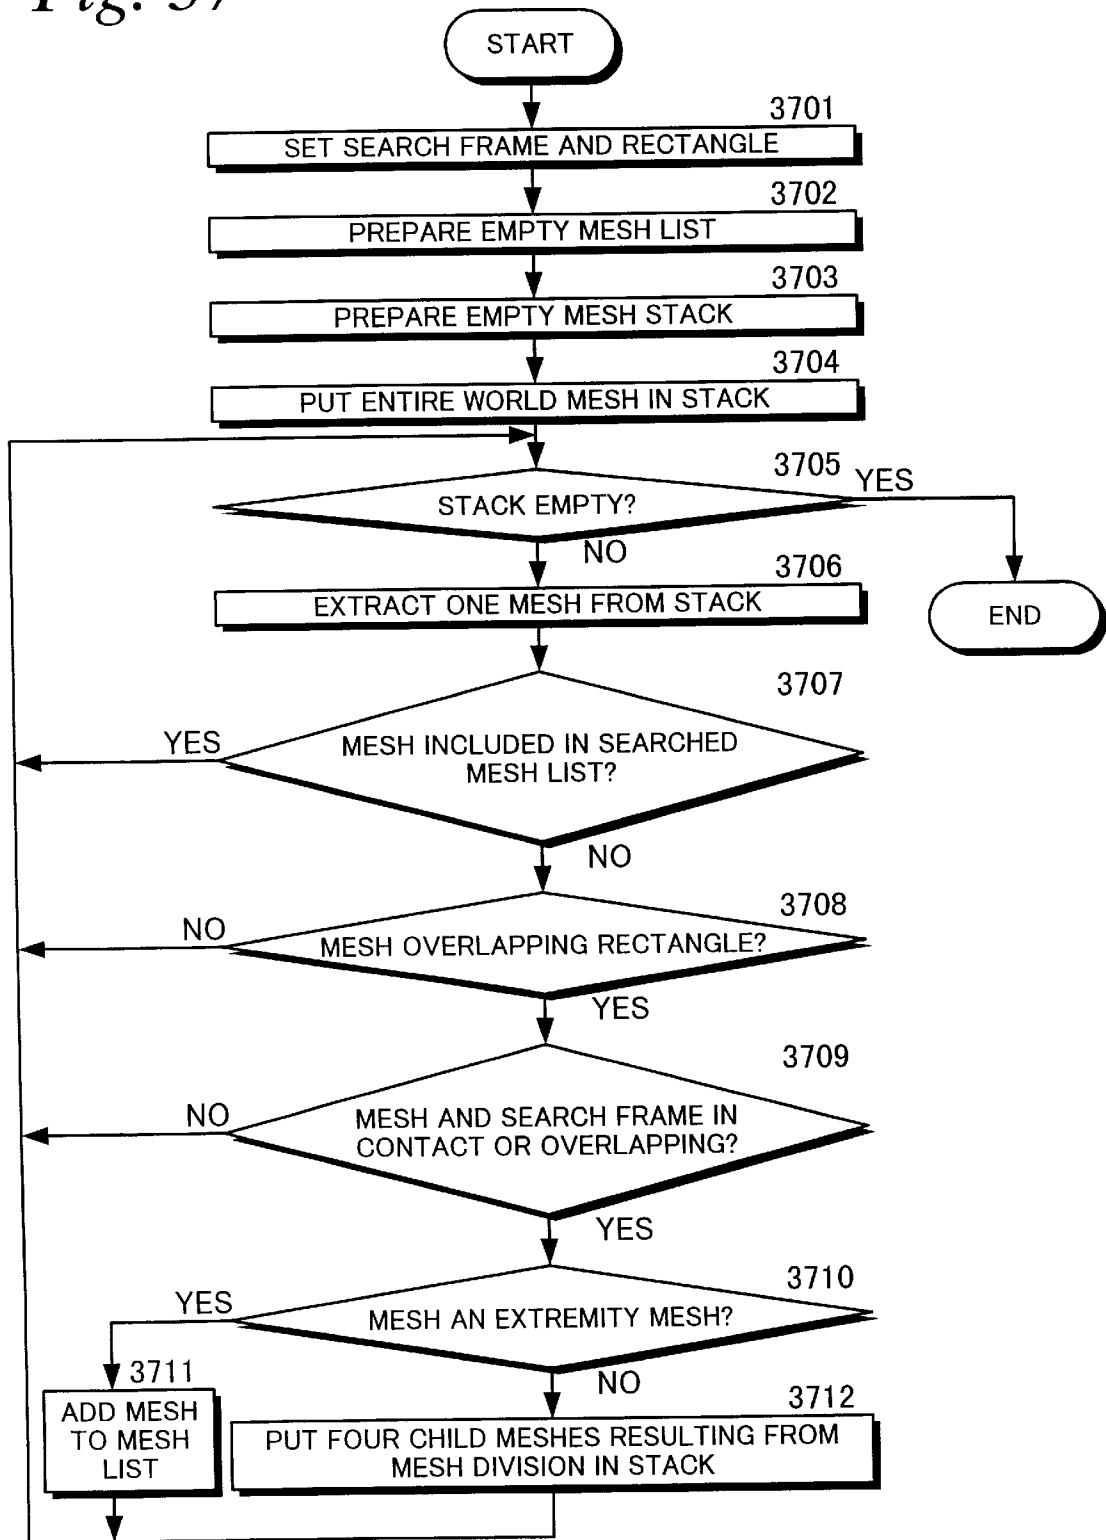 Fig. 37
START
3701
SET SEARCH FRAME AND RECTANGLE
3702
PREPARE EMPTY MESH LIST
3703
PREPARE EMPTY MESH STACK
3704
PUT ENTIRE WORLD MESH IN STACK
3705
YES
STACK EMPTY?
NO
3706
EXTRACT ONE MESH FROM STACK
END
3707
YES
MESH INCLUDED IN SEARCHED
MESH LIST?
NO
3708
NO
MESH OVERLAPPING RECTANGLE?
YES
3709
NO
MESH AND SEARCH FRAME IN
CONTACT OR OVERLAPPING?
YES
3710
YES
MESH AN EXTREMITY MESH?
NO
3711
ADD MESH
TO MESH
LIST
3712
PUT FOUR CHILD MESHES RESULTING FROM
MESH DIVISION IN STACK